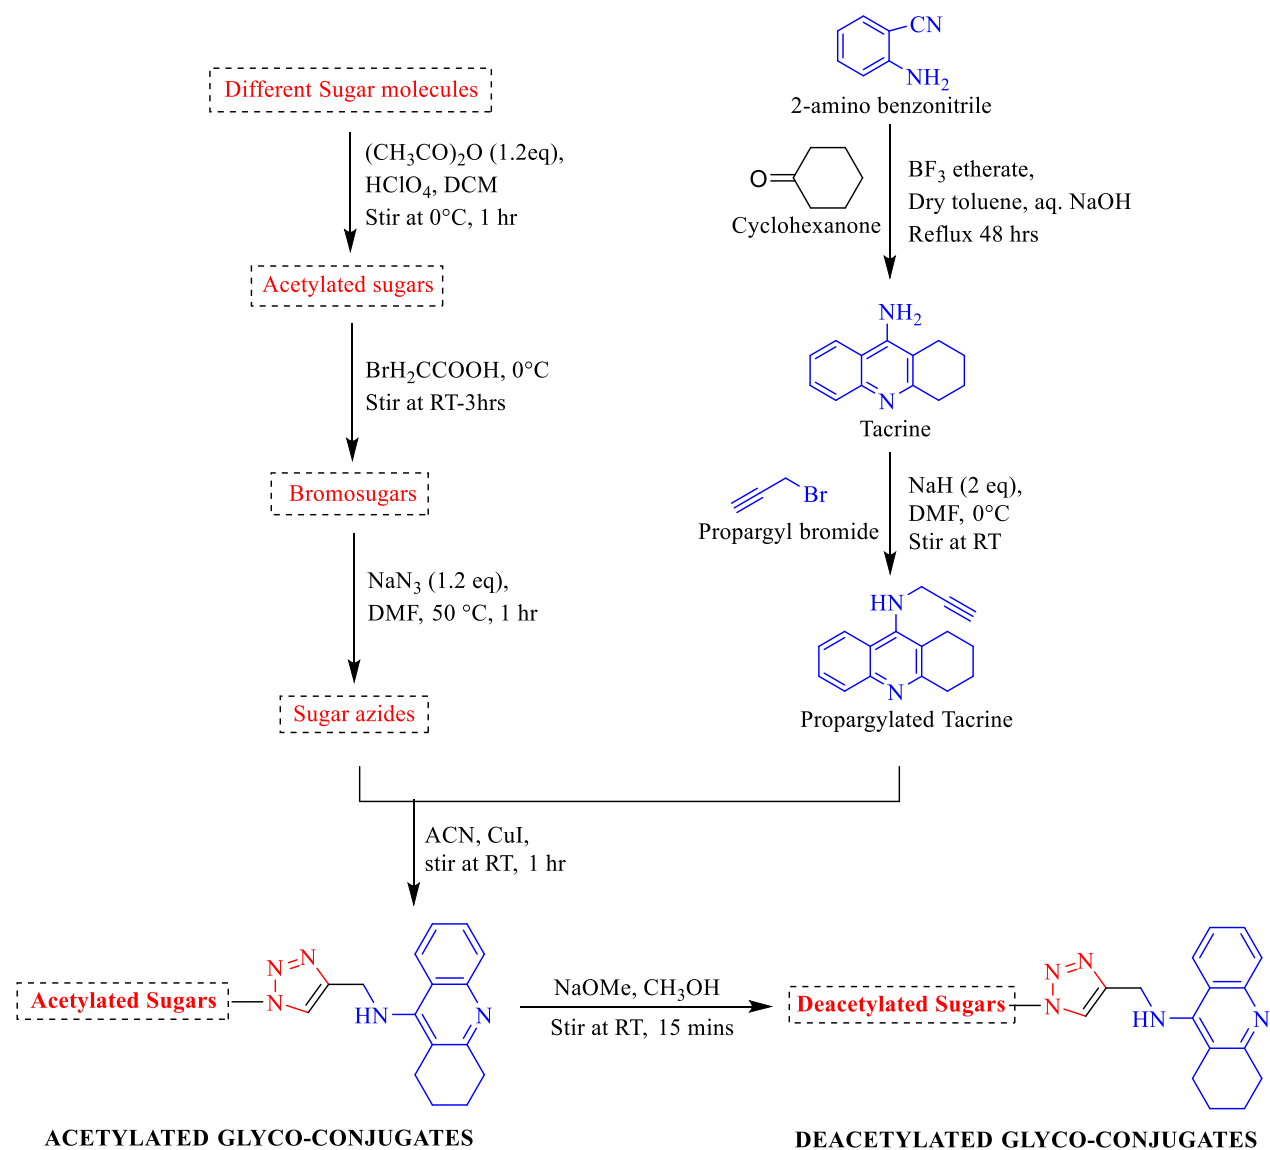 Different Sugar molecules
(CH3CO)2O (1.2eq),
HClO4, DCM
Stir at 0°C, 1 hr
Acetylated sugars
BrH2CCOOH, 0°C
Stir at RT-3hrs
Bromosugars
NaN3 (1.2 eq),
DMF, 50 °C, 1 hr
Sugar azides
CN
NH2
2-amino benzonitrile
O
Cyclohexanone
BF3 etherate,
Dry toluene, aq. NaOH
Reflux 48 hrs
NH2
N
Tacrine
Br
Propargyl bromide
NaH (2 eq),
DMF, 0°C
Stir at RT
HN
N
Propargylated Tacrine
ACN, CuI,
stir at RT, 1 hr
Acetylated Sugars
N
N
N
HN
N
ACETYLATED GLYCO-CONJUGATES
NaOMe, CH3OH
Stir at RT, 15 mins
Deacetylated Sugars
N
N
N
HN
N
DEACETYLATED GLYCO-CONJUGATES